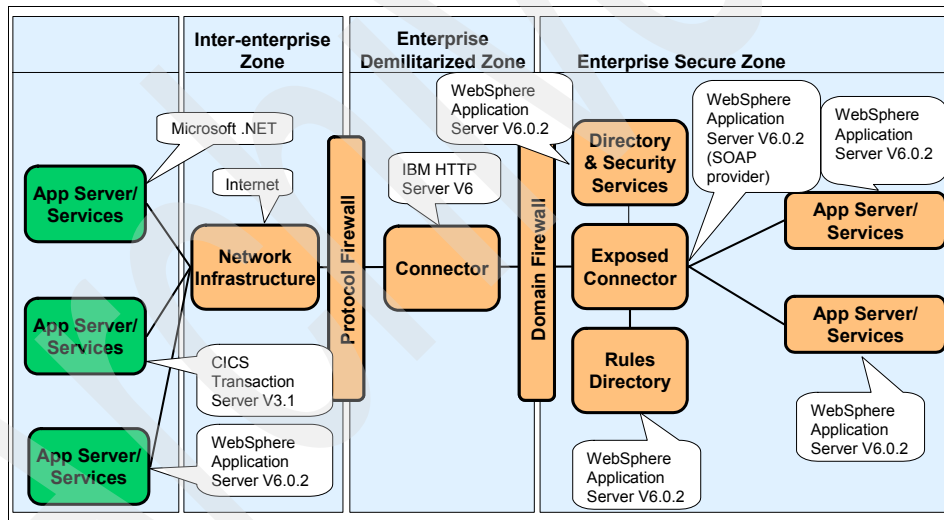 Inter-enterprise
Zone
Enterprise
Demilitarized Zone
Enterprise Secure Zone
Microsoft .NET
App Server/
Services
App Server/
Services
CICS
Transaction
Server V3.1
App Server/
Services
WebSphere
Application
Server V6.0.2
Internet
Network
Infrastructure
Protocol Firewall
IBM HTTP
Server V6
Connector
Domain Firewall
WebSphere
Application
Server V6.0.2
Directory
& Security
Services
WebSphere
Application
Server V6.0.2
(SOAP
provider)
Exposed
Connector
Rules
Directory
WebSphere
Application
Server V6.0.2
WebSphere
Application
Server V6.0.2
App Server/
Services
App Server/
Services
WebSphere
Application
Server V6.0.2